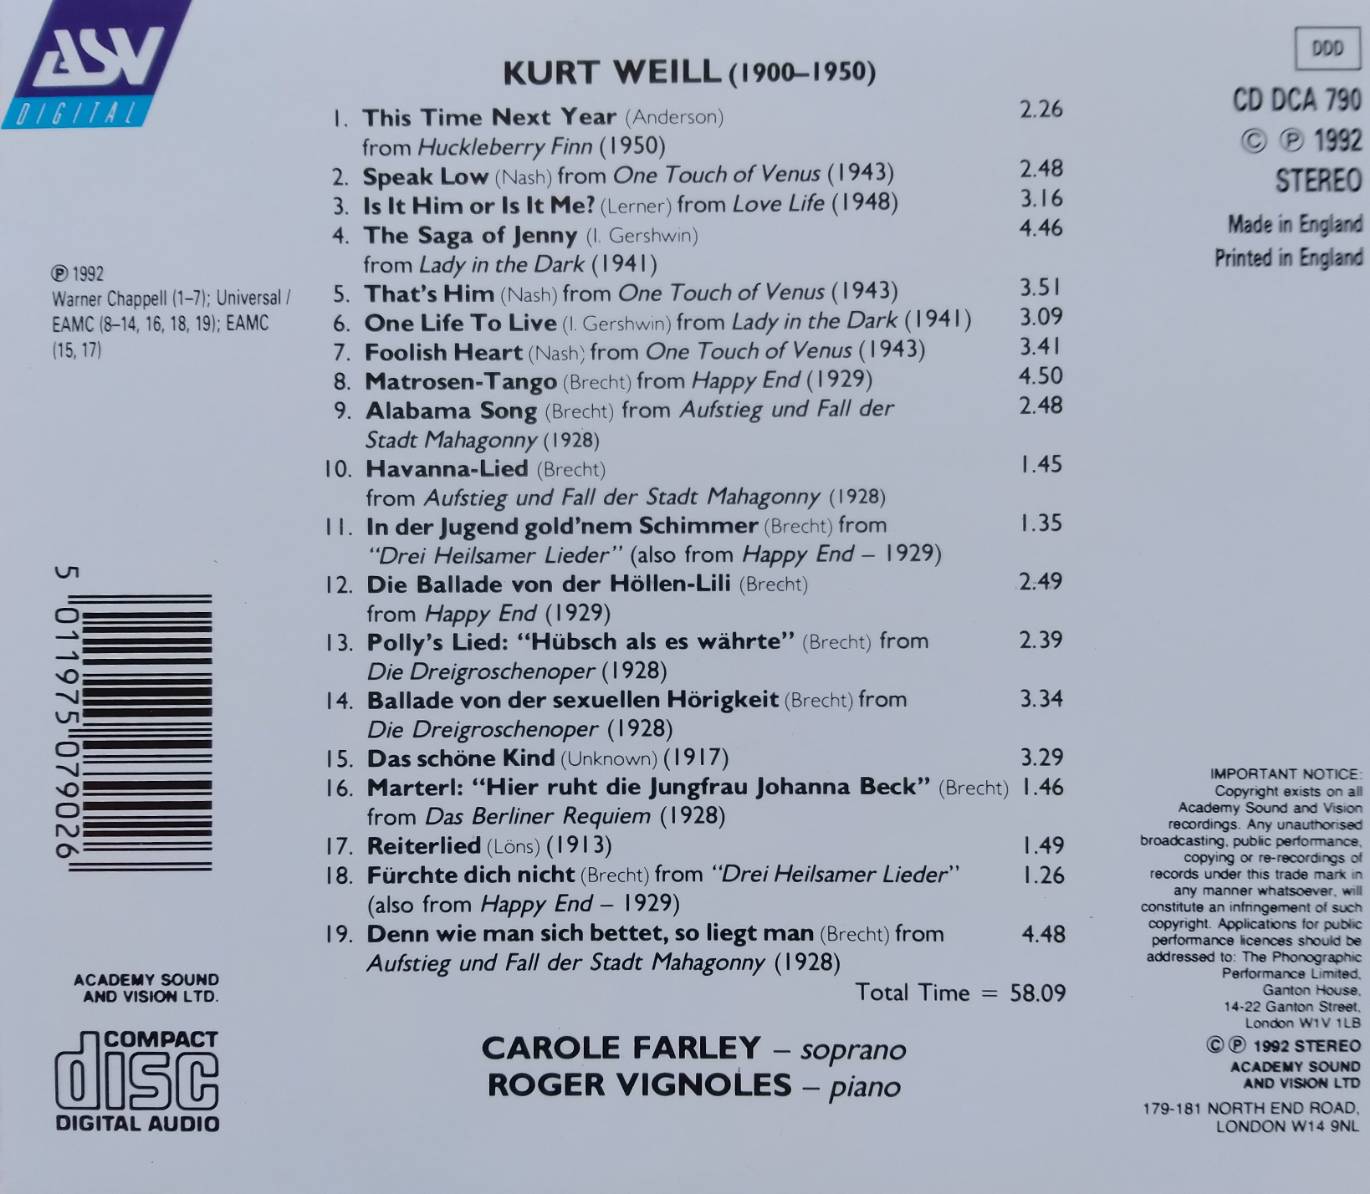 ASV
DIGITAL
KURT WEILL (1900–1950)
1. This Time Next Year (Anderson) 2.26
from Huckleberry Finn (1950)
2. Speak Low (Nash) from One Touch of Venus (1943) 2.48
3. Is It Him or Is It Me? (Lerner) from Love Life (1948) 3.16
4. The Saga of Jenny (I. Gershwin) 4.46
from Lady in the Dark (1941)
5. That's Him (Nash) from One Touch of Venus (1943) 3.51
6. One Life To Live (I. Gershwin) from Lady in the Dark (1941) 3.09
7. Foolish Heart (Nash) from One Touch of Venus (1943) 3.41
8. Matrosen-Tango (Brecht) from Happy End (1929) 4.50
9. Alabama Song (Brecht) from Aufstieg und Fall der 2.48
Stadt Mahagonny (1928)
10. Havanna-Lied (Brecht) 1.45
from Aufstieg und Fall der Stadt Mahagonny (1928)
11. In der Jugend gold'nem Schimmer (Brecht) from 1.35
"Drei Heilsamer Lieder" (also from Happy End – 1929)
12. Die Ballade von der Höllen-Lili (Brecht) 2.49
from Happy End (1929)
13. Polly's Lied: "Hübsch als es währte" (Brecht) from 2.39
Die Dreigroschenoper (1928)
14. Ballade von der sexuellen Hörigkeit (Brecht) from 3.34
Die Dreigroschenoper (1928)
15. Das schöne Kind (Unknown) (1917) 3.29
16. Marterl: "Hier ruht die Jungfrau Johanna Beck" (Brecht) 1.46
from Das Berliner Requiem (1928)
17. Reiterlied (Löns) (1913) 1.49
18. Fürchte dich nicht (Brecht) from "Drei Heilsamer Lieder" 1.26
(also from Happy End – 1929)
19. Denn wie man sich bettet, so liegt man (Brecht) from 4.48
Aufstieg und Fall der Stadt Mahagonny (1928)
Total Time = 58.09
CAROLE FARLEY – soprano
ROGER VIGNOLES – piano
℗ 1992
Warner Chappell (1–7); Universal /
EAMC (8–14, 16, 18, 19); EAMC
(15, 17)
5 011975 079026
ACADEMY SOUND
AND VISION LTD.
COMPACT
disc
DIGITAL AUDIO
DDD
CD DCA 790
© ℗ 1992
STEREO
Made in England
Printed in England
IMPORTANT NOTICE:
Copyright exists on all
Academy Sound and Vision
recordings. Any unauthorised
broadcasting, public performance,
copying or re-recordings of
records under this trade mark in
any manner whatsoever, will
constitute an infringement of such
copyright. Applications for public
performance licences should be
addressed to: The Phonographic
Performance Limited,
Ganton House,
14-22 Ganton Street,
London W1V 1LB
© ℗ 1992 STEREO
ACADEMY SOUND
AND VISION LTD
179-181 NORTH END ROAD,
LONDON W14 9NL